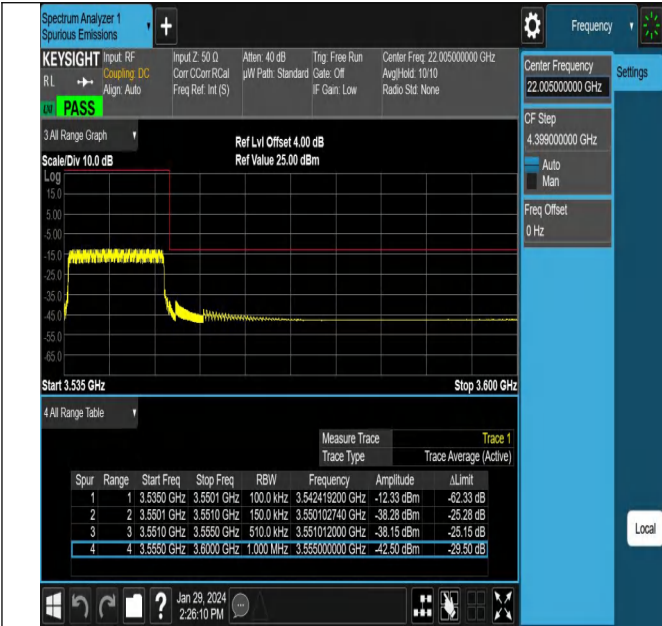 Spectrum Analyzer 1
Spurious Emissions
Frequency
KEYSIGHT
RL
Input: RF
Coupling: DC
Align: Auto
Input Z: 50 Ω
Corr CCorr RCal
Freq Ref: Int (S)
Atten: 40 dB
µW Path: Standard
Trig: Free Run
Gate: Off
IF Gain: Low
Center Freq: 22.005000000 GHz
Avg|Hold: 10/10
Radio Std: None
PASS
Center Frequency
22.005000000 GHz
Settings
CF Step
4.399000000 GHz
Auto
Man
Freq Offset
0 Hz
3 All Range Graph
Scale/Div 10.0 dB
Ref Lvl Offset 4.00 dB
Ref Value 25.00 dBm
Log
15.0
5.00
-5.00
-15.0
-25.0
-35.0
-45.0
-55.0
-65.0
Start 3.535 GHz
Stop 3.600 GHz
4 All Range Table
Measure Trace Trace 1
Trace Type Trace Average (Active)
Spur Range Start Freq Stop Freq RBW Frequency Amplitude ΔLimit
1 1 3.5350 GHz 3.5501 GHz 100.0 kHz 3.542419200 GHz -12.33 dBm -62.33 dB
2 2 3.5501 GHz 3.5510 GHz 150.0 kHz 3.550102740 GHz -38.28 dBm -25.28 dB
3 3 3.5510 GHz 3.5550 GHz 510.0 kHz 3.551012000 GHz -38.15 dBm -25.15 dB
4 4 3.5550 GHz 3.6000 GHz 1.000 MHz 3.555000000 GHz -42.50 dBm -29.50 dB
Local
?
Jan 29, 2024
2:26:10 PM